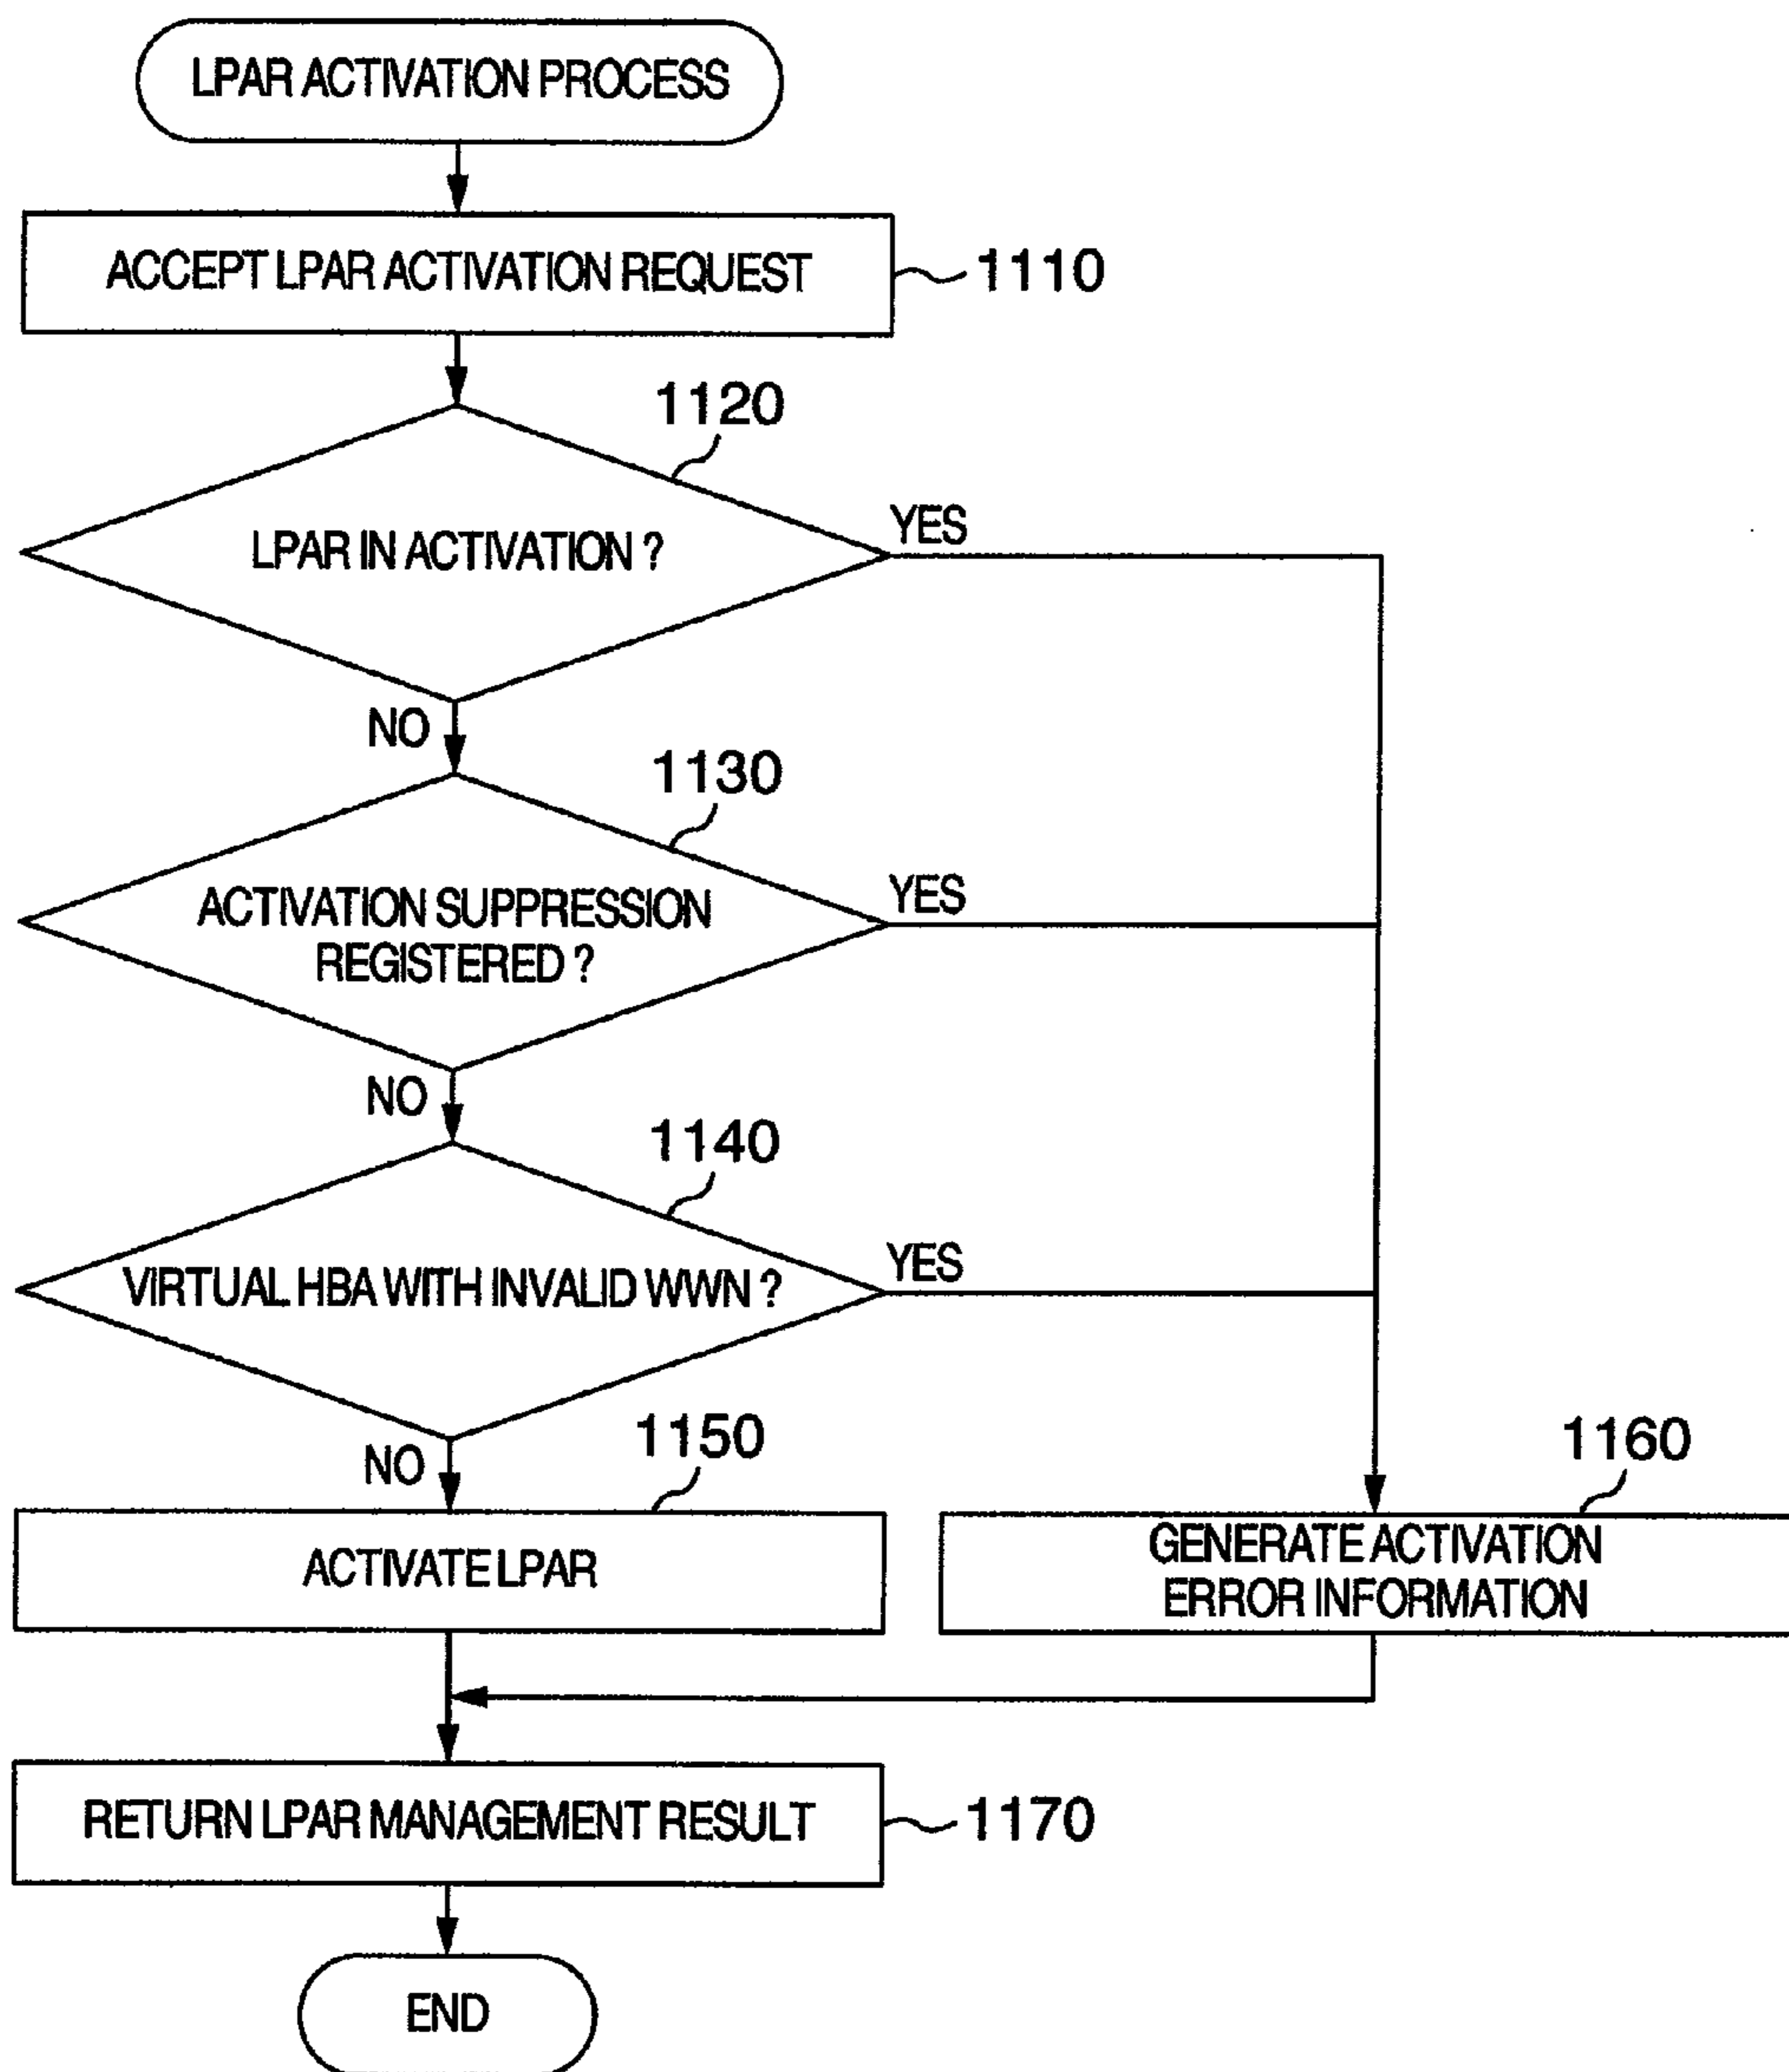 LPAR ACTIVATION PROCESS
ACCEPT LPAR ACTIVATION REQUEST
1110
1120
LPAR IN ACTIVATION ?
YES
NO
1130
ACTIVATION SUPPRESSION
REGISTERED ?
YES
NO
1140
VIRTUAL HBA WITH INVALID WWN ?
YES
NO
1150
ACTIVATE LPAR
1160
GENERATE ACTIVATION
ERROR INFORMATION
RETURN LPAR MANAGEMENT RESULT
1170
END